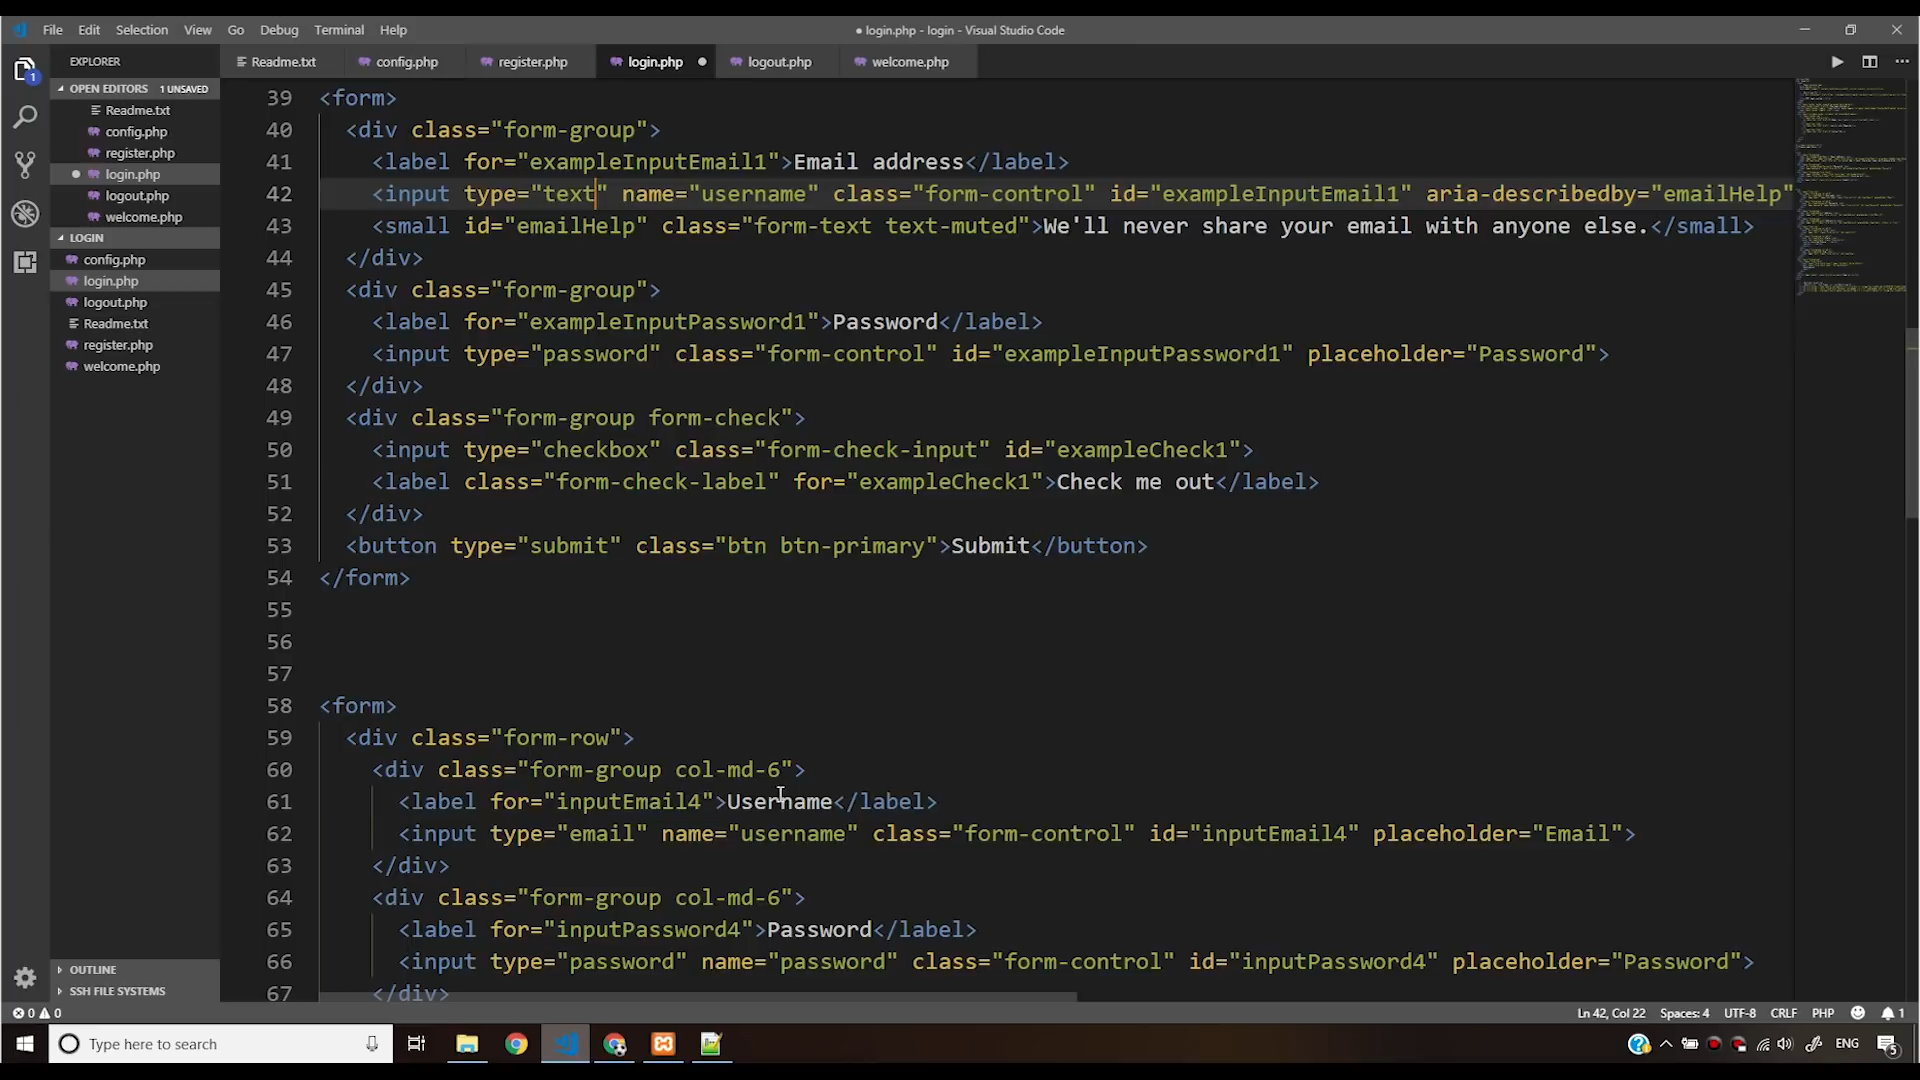 File Edit Selection View Go Debug Terminal Help
● login.php - login - Visual Studio Code
EXPLORER
Readme.txt config.php register.php login.php logout.php welcome.php
OPEN EDITORS 1 UNSAVED
Readme.txt
config.php
register.php
login.php
logout.php
welcome.php
LOGIN
config.php
login.php
logout.php
Readme.txt
register.php
welcome.php
OUTLINE
SSH FILE SYSTEMS
1
39 <form>
40 <div class="form-group">
41 <label for="exampleInputEmail1">Email address</label>
42 <input type="text" name="username" class="form-control" id="exampleInputEmail1" aria-describedby="emailHelp"
43 <small id="emailHelp" class="form-text text-muted">We'll never share your email with anyone else.</small>
44 </div>
45 <div class="form-group">
46 <label for="exampleInputPassword1">Password</label>
47 <input type="password" class="form-control" id="exampleInputPassword1" placeholder="Password">
48 </div>
49 <div class="form-group form-check">
50 <input type="checkbox" class="form-check-input" id="exampleCheck1">
51 <label class="form-check-label" for="exampleCheck1">Check me out</label>
52 </div>
53 <button type="submit" class="btn btn-primary">Submit</button>
54 </form>
55
56
57
58 <form>
59 <div class="form-row">
60 <div class="form-group col-md-6">
61 <label for="inputEmail4">Username</label>
62 <input type="email" name="username" class="form-control" id="inputEmail4" placeholder="Email">
63 </div>
64 <div class="form-group col-md-6">
65 <label for="inputPassword4">Password</label>
66 <input type="password" name="password" class="form-control" id="inputPassword4" placeholder="Password">
67 </div>
0 0 Ln 42, Col 22 Spaces: 4 UTF-8 CRLF PHP 1
Type here to search ENG 5